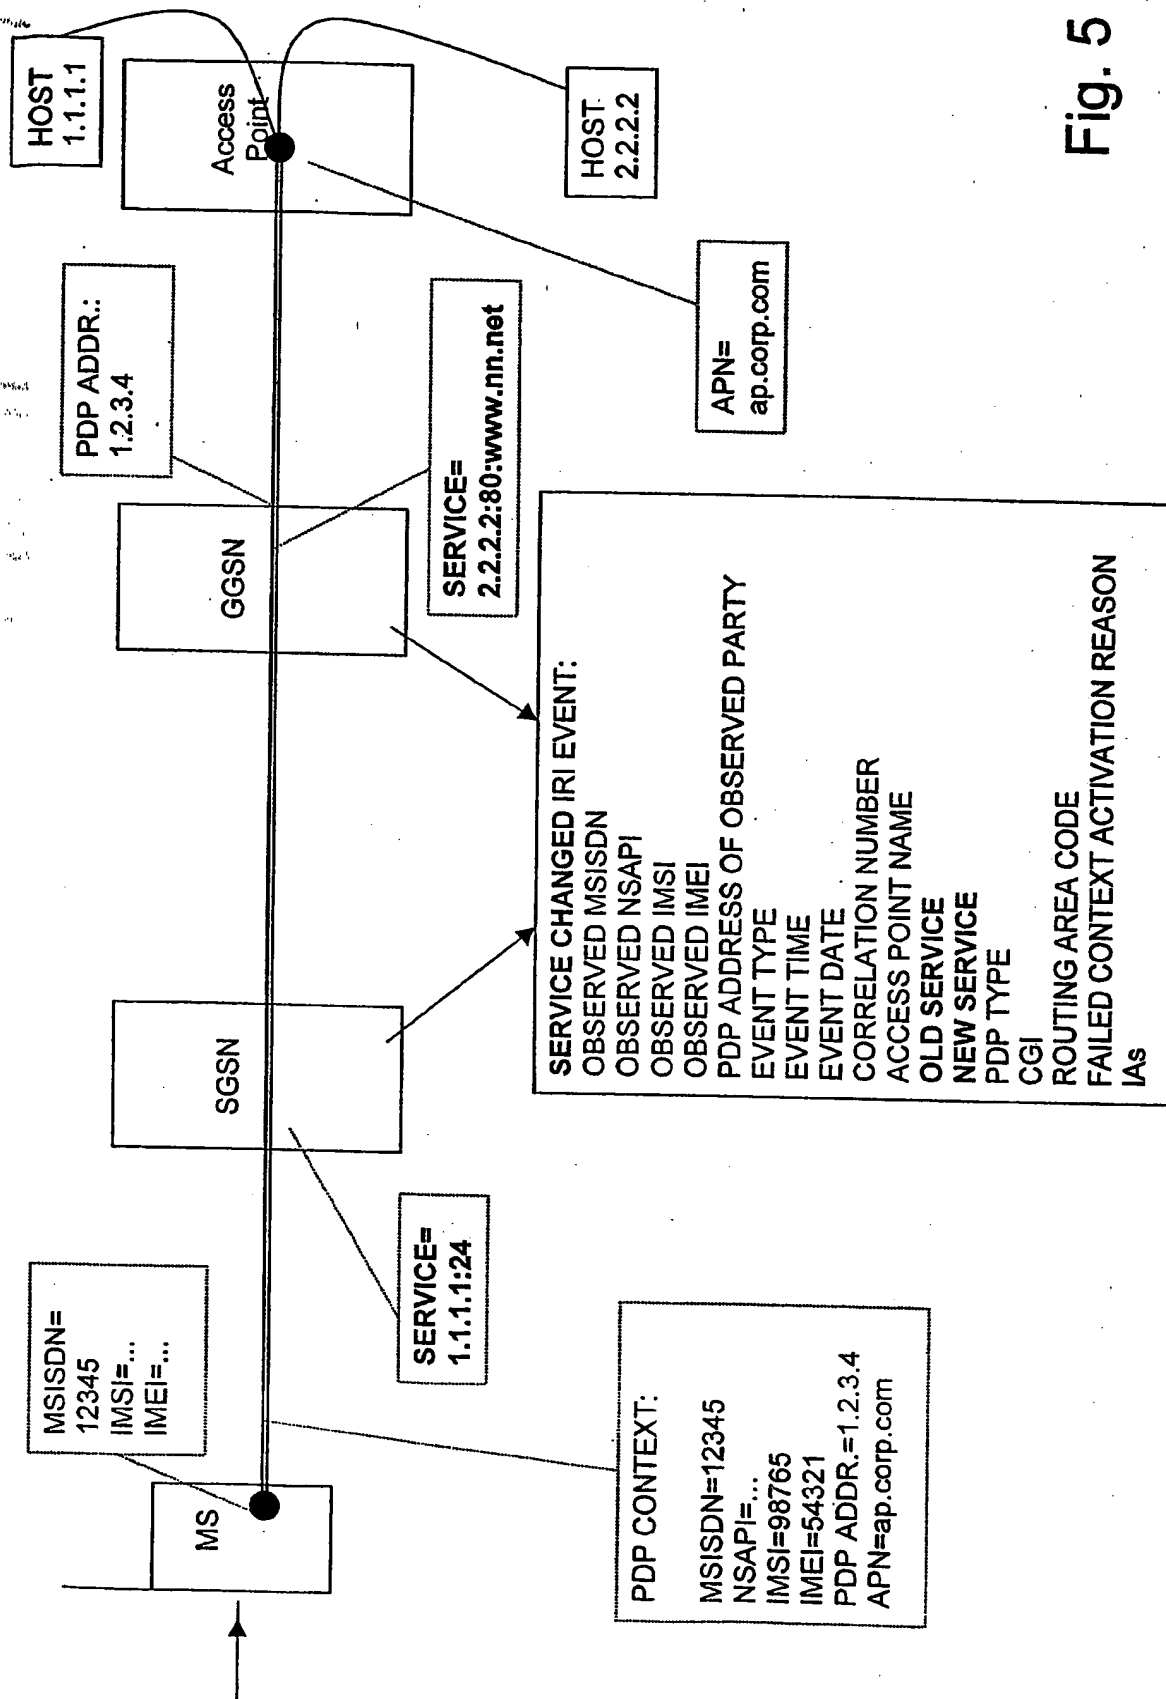 MS
MSISDN=
12345
IMSI=...
IMEI=...
SGSN
GGSN
PDP ADDR.:
1.2.3.4
Access
Point
HOST
1.1.1.1
HOST
2.2.2.2
SERVICE=
1.1.1.1:24
SERVICE=
2.2.2.2:80:www.nn.net
APN=
ap.corp.com
PDP CONTEXT:
MSISDN=12345
NSAPI=...
IMSI=98765
IMEI=54321
PDP ADDR.=1.2.3.4
APN=ap.corp.com
SERVICE CHANGED IRI EVENT:
OBSERVED MSISDN
OBSERVED NSAPI
OBSERVED IMSI
OBSERVED IMEI
PDP ADDRESS OF OBSERVED PARTY
EVENT TYPE
EVENT TIME
EVENT DATE
CORRELATION NUMBER
ACCESS POINT NAME
OLD SERVICE
NEW SERVICE
PDP TYPE
CGI
ROUTING AREA CODE
FAILED CONTEXT ACTIVATION REASON
IAs
Fig. 5